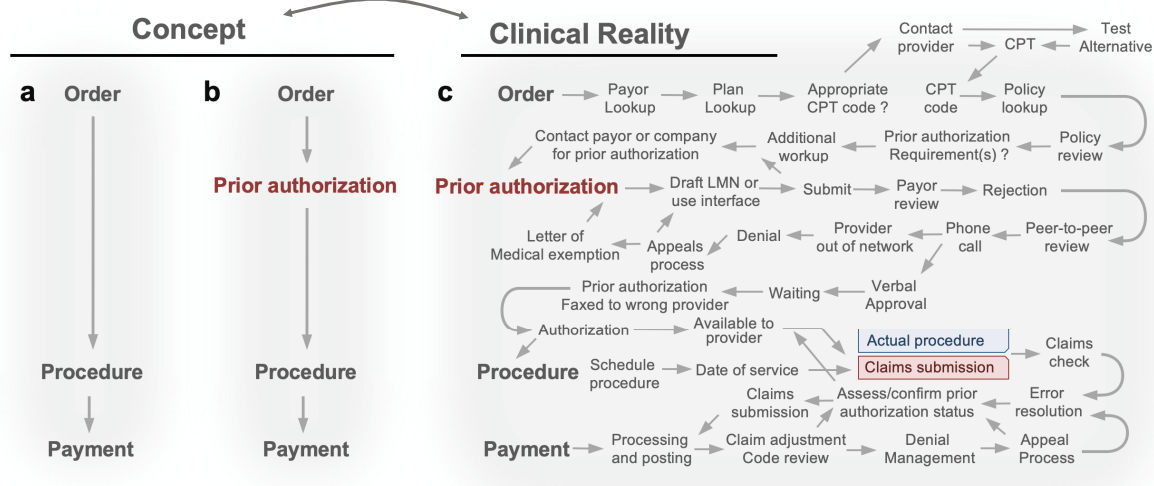 Concept
Clinical Reality
a
Order
Procedure
Payment
b
Order
Prior authorization
Procedure
Payment
c
Contact
provider
CPT
Test
Alternative
Order
Payor
Lookup
Plan
Lookup
Appropriate
CPT code ?
CPT
code
Policy
lookup
Contact payor or company
for prior authorization
Additional
workup
Prior authorization
Requirement(s) ?
Policy
review
Prior authorization
Draft LMN or
use interface
Submit
Payor
review
Rejection
Letter of
Medical exemption
Appeals
process
Denial
Provider
out of network
Phone
call
Peer-to-peer
review
Prior authorization
Faxed to wrong provider
Waiting
Verbal
Approval
Authorization
Available to
provider
Actual procedure
Claims submission
Claims
check
Procedure
Schedule
procedure
Date of service
Claims
submission
Assess/confirm prior
authorization status
Error
resolution
Payment
Processing
and posting
Claim adjustment
Code review
Denial
Management
Appeal
Process